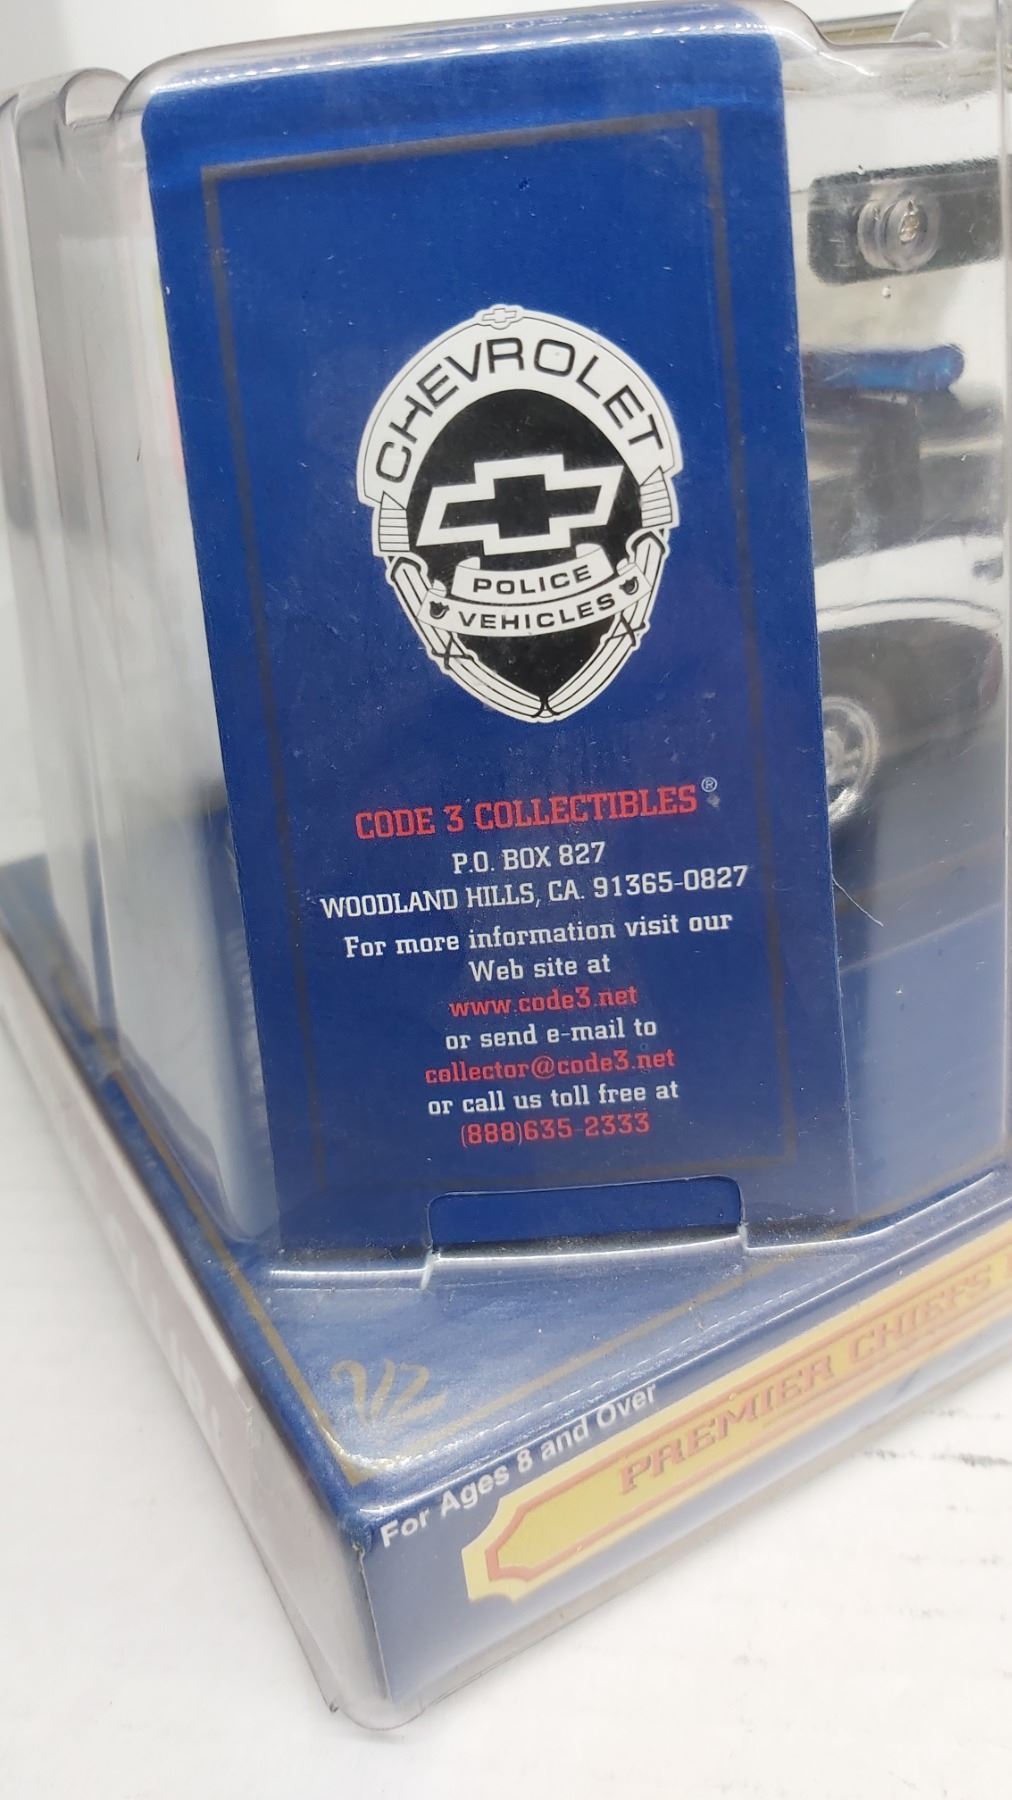 CHEVROLET
POLICE
VEHICLES
CODE 3 COLLECTIBLES®
P.O. BOX 827
WOODLAND HILLS, CA. 91365-0827
For more information visit our
Web site at
www.code3.net
or send e-mail to
collector@code3.net
or call us toll free at
(888)635-2333
For Ages 8 and Over
PREMIER CHIEFS